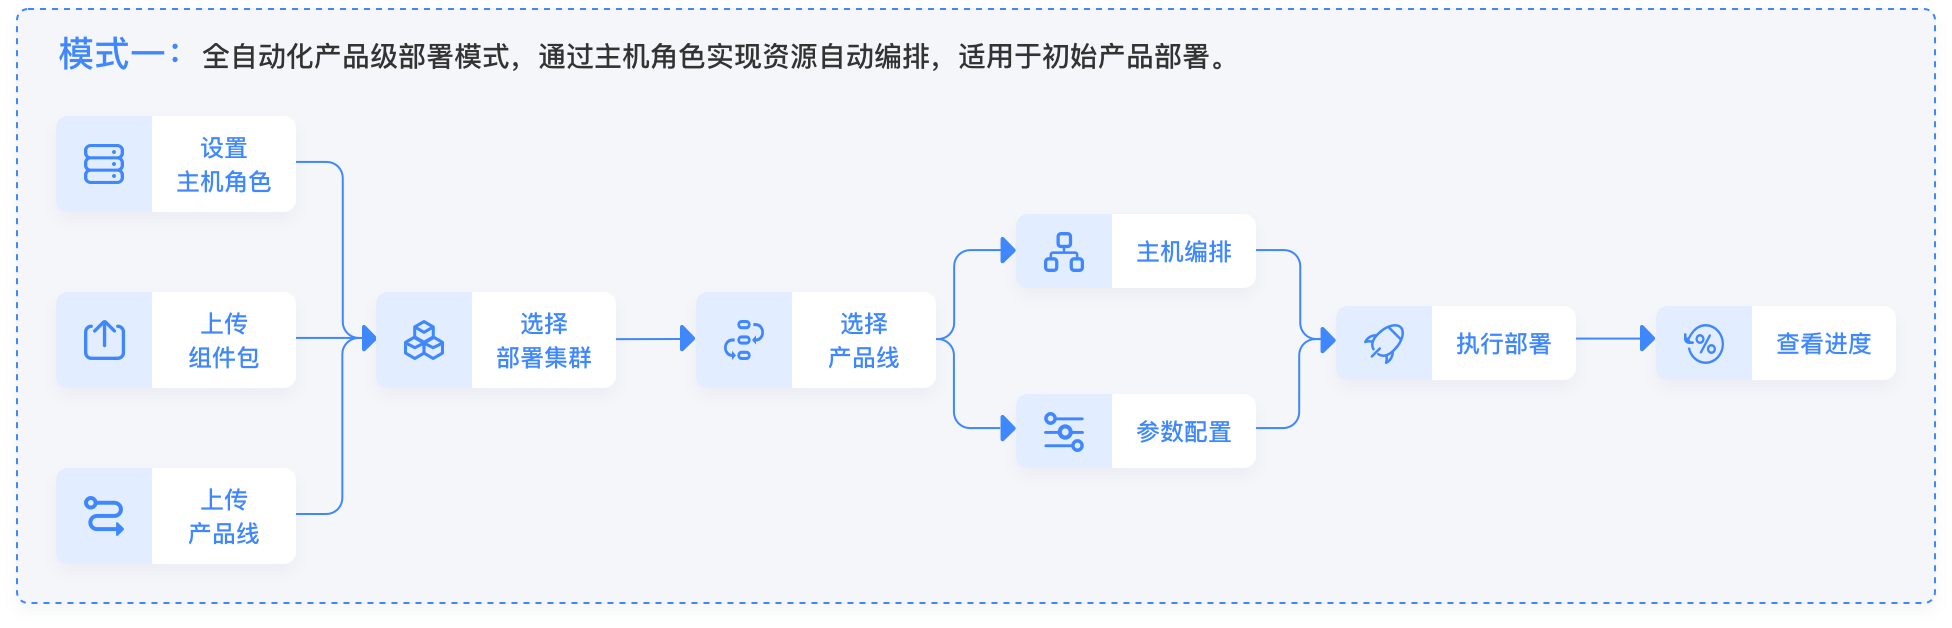 模式一：全自动化产品级部署模式，通过主机角色实现资源自动编排，适用于初始产品部署。
设置
主机角色
上传
组件包
上传
产品线
选择
部署集群
选择
产品线
主机编排
参数配置
执行部署
查看进度